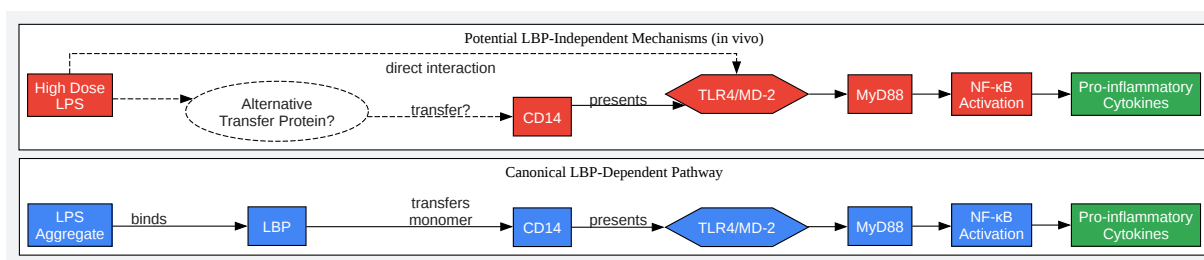 Potential LBP-Independent Mechanisms (in vivo)
direct interaction
High Dose
LPS
Alternative
Transfer Protein?
transfer?
CD14
presents
TLR4/MD-2
MyD88
NF-κB
Activation
Pro-inflammatory
Cytokines
Canonical LBP-Dependent Pathway
LPS
Aggregate
binds
LBP
transfers
monomer
CD14
presents
TLR4/MD-2
MyD88
NF-κB
Activation
Pro-inflammatory
Cytokines